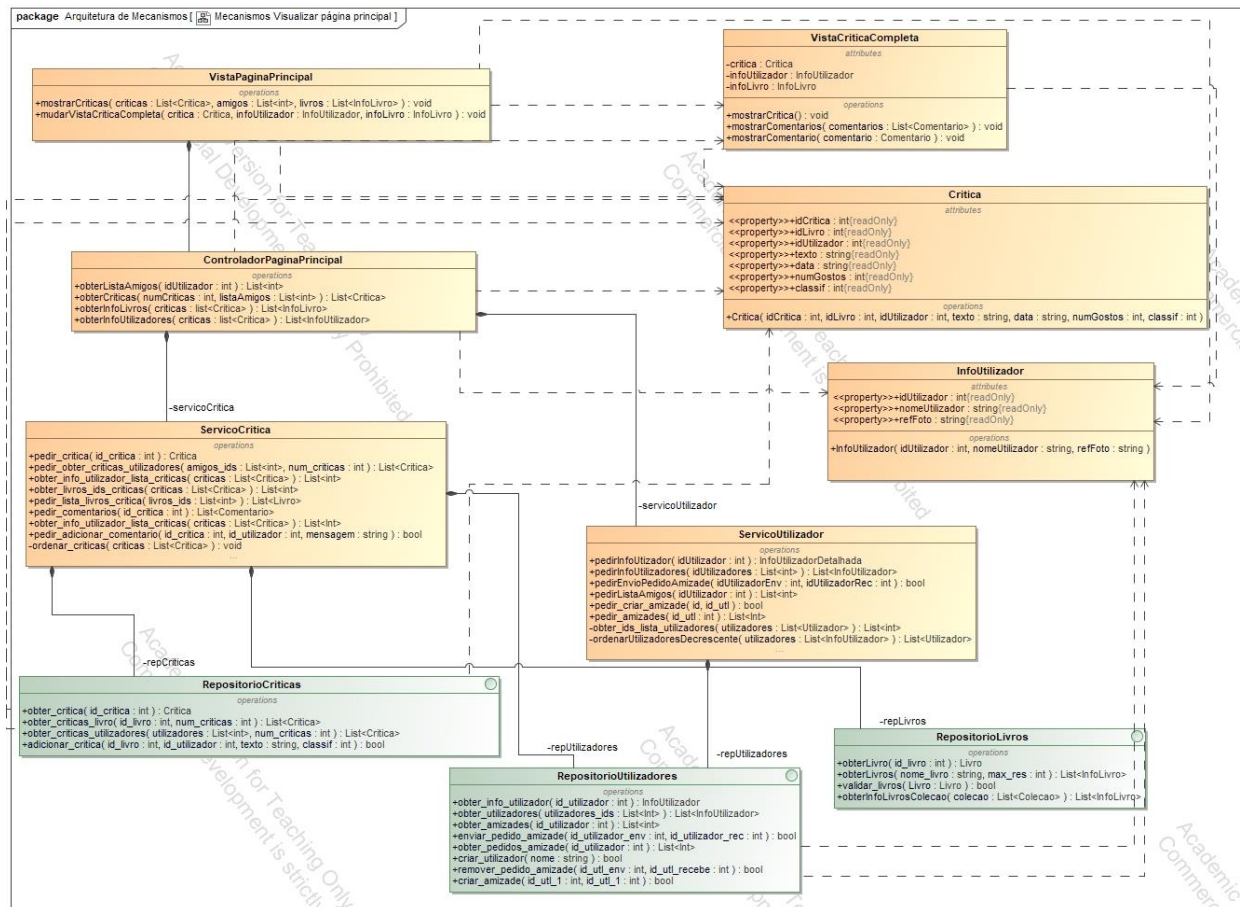 package Arquitetura de Mecanismos [ Mecanismos Visualizar página principal ]
VistaPaginaPrincipal
operations
+mostrarCriticas( criticas : List<Critica>, amigos : List<int>, livros : List<InfoLivro> ) : void
+mudarVistaCriticaCompleta( critica : Critica, infoUtilizador : InfoUtilizador, infoLivro : InfoLivro ) : void
VistaCriticaCompleta
attributes
-critica : Critica
-infoUtilizador : InfoUtilizador
-infoLivro : InfoLivro
operations
+mostrarCritica() : void
+mostrarComentarios( comentarios : List<Comentario> ) : void
+mostrarComentario( comentario : Comentario ) : void
Critica
attributes
<<property>>+idCritica : int{readOnly}
<<property>>+idLivro : int{readOnly}
<<property>>+idUtilizador : int{readOnly}
<<property>>+texto : string{readOnly}
<<property>>+data : string{readOnly}
<<property>>+numGostos : int{readOnly}
<<property>>+classif : int{readOnly}
operations
+Critica( idCritica : int, idLivro : int, idUtilizador : int, texto : string, data : string, numGostos : int, classif : int )
ControladorPaginaPrincipal
operations
+obterListaAmigos( idUtilizador : int ) : List<int>
+obterCriticas( numCriticas : int, listaAmigos : List<int> ) : List<Critica>
+obterInfoLivros( criticas : list<Critica> ) : List<InfoLivro>
+obterInfoUtilizadores( criticas : list<Critica> ) : List<InfoUtilizador>
InfoUtilizador
attributes
<<property>>+idUtilizador : int{readOnly}
<<property>>+nomeUtilizador : string{readOnly}
<<property>>+refFoto : string{readOnly}
operations
+InfoUtilizador( idUtilizador : int, nomeUtilizador : string, refFoto : string )
-servicoCritica
ServicoCritica
operations
+pedir_critica( id_critica : int ) : Critica
+pedir_obter_criticas_utilizadores( amigos_ids : List<int>, num_criticas : int ) : List<Critica>
+obter_info_utilizador_lista_criticas( criticas : List<Critica> ) : List<int>
+obter_livros_ids_criticas( criticas : List<Critica> ) : List<int>
+pedir_lista_livros_critica( livros_ids : List<int> ) : List<Livro>
+pedir_comentarios( id_critica : int ) : List<Comentario>
+obter_info_utilizador_lista_criticas( criticas : List<Critica> ) : List<Int>
+pedir_adicionar_comentario( id_critica : int, id_utilizador : int, mensagem : string ) : bool
-ordenar_criticas( criticas : List<Critica> ) : void
...
-servicoUtilizador
ServicoUtilizador
operations
+pedirInfoUtizador( idUtilizador : int ) : InfoUtilizadorDetalhada
+pedirInfoUtilizadores( idUtilizadores : List<int> ) : List<InfoUtilizador>
+pedirEnvioPedidoAmizade( idUtilizadorEnv : int, idUtilizadorRec : int ) : bool
+pedirListaAmigos( idUtilizador : int ) : List<int>
+pedir_criar_amizade( id, id_utl ) : bool
+pedir_amizades( id_utl : int ) : List<Int>
-obter_ids_lista_utilizadores( utilizadores : List<Utilizador> ) : List<int>
-ordenarUtilizadoresDecrescente( utilizadores : List<InfoUtilizador> ) : List<Utilizador>
...
-repCriticas
RepositorioCriticas
operations
+obter_critica( id_critica : int ) : Critica
+obter_criticas_livro( id_livro : int, num_criticas : int ) : List<Critica>
+obter_criticas_utilizadores( utilizadores : List<int>, num_criticas : int ) : List<Critica>
+adicionar_critica( id_livro : int, id_utilizador : int, texto : string, classif : int ) : bool
-repUtilizadores
-repUtilizadores
RepositorioUtilizadores
operations
+obter_info_utilizador( id_utilizador : int ) : InfoUtilizador
+obter_utilizadores( utilizadores_ids : List<int> ) : List<InfoUtilizador>
+obter_amizades( id_utilizador : int ) : List<int>
+enviar_pedido_amizade( id_utilizador_env : int, id_utilizador_rec : int ) : bool
+obter_pedidos_amizade( id_utilizador : int ) : List<Int>
+criar_utilizador( nome : string ) : bool
+remover_pedido_amizade( id_utl_env : int, id_utl_recebe : int ) : bool
+criar_amizade( id_utl_1 : int, id_utl_1 : int ) : bool
-repLivros
RepositorioLivros
operations
+obterLivro( id_livro : int ) : Livro
+obterLivros( nome_livro : string, max_res : int ) : List<InfoLivro>
+validar_livros( Livro : Livro ) : bool
+obterInfoLivrosColecao( colecao : List<Colecao> ) : List<InfoLivro>